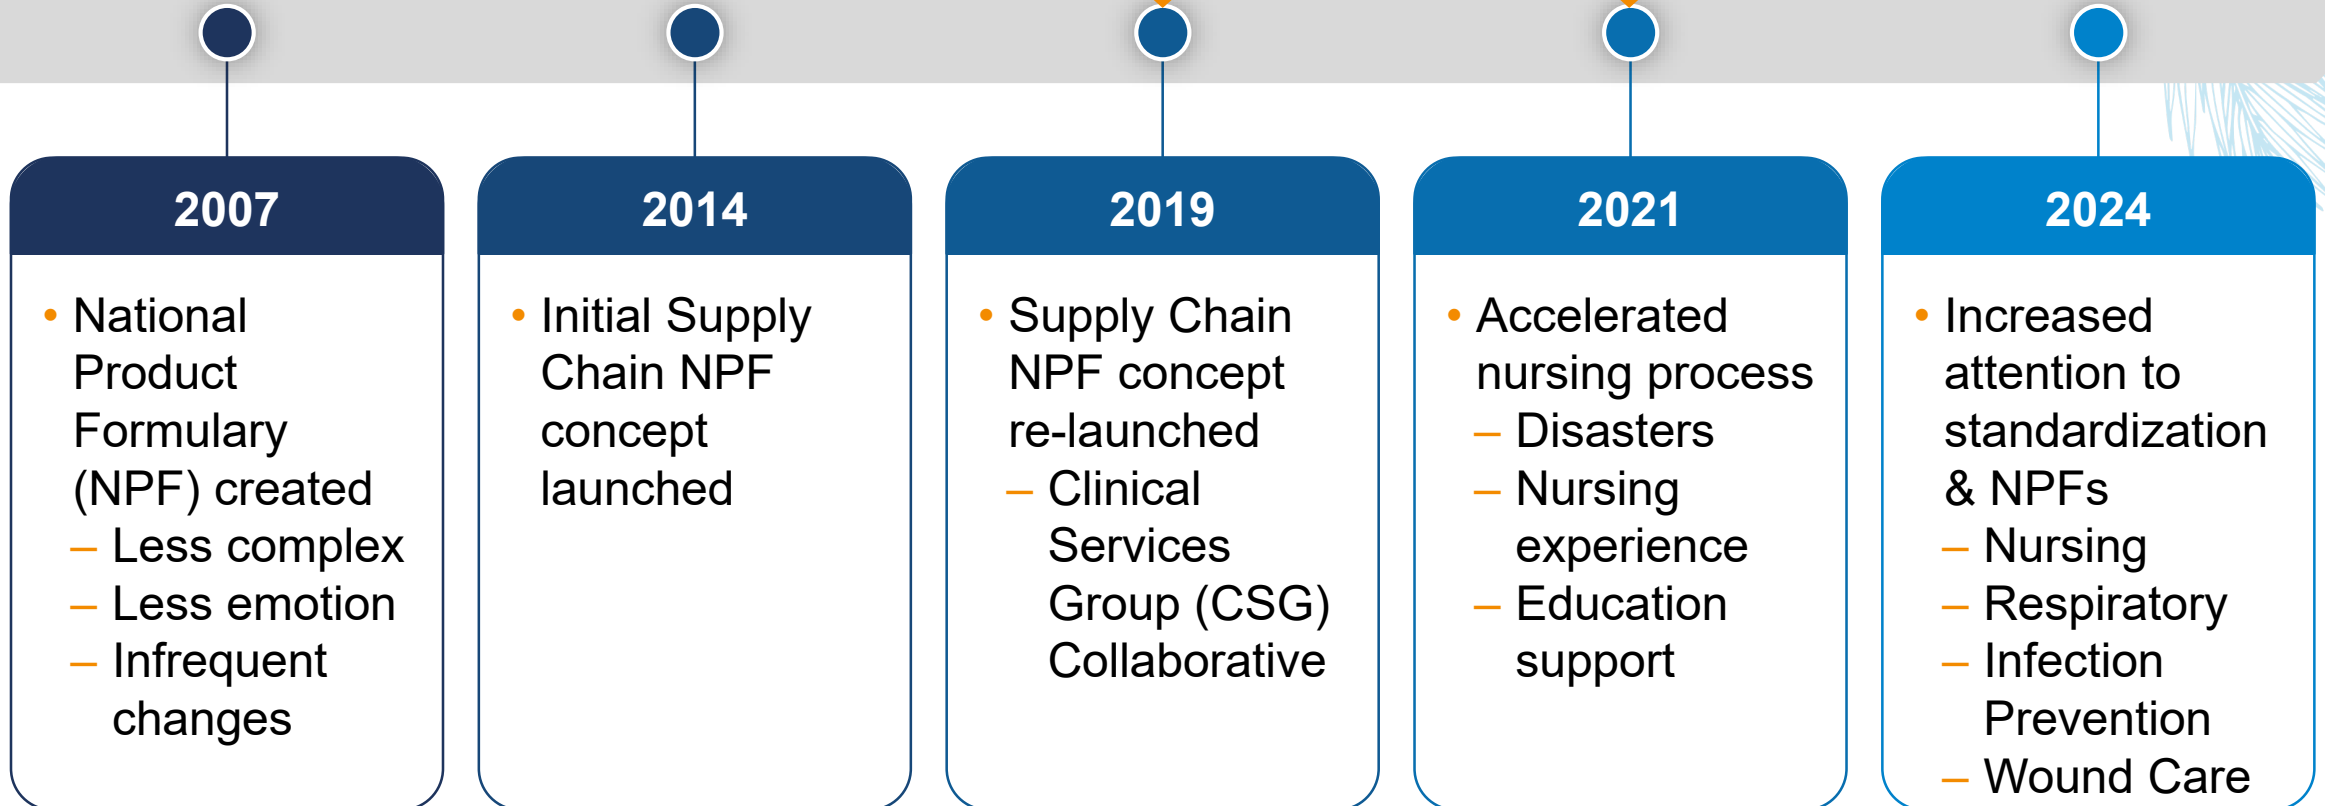 2007
• National
Product
Formulary
(NPF) created
– Less complex
– Less emotion
– Infrequent
changes
2014
• Initial Supply
Chain NPF
concept
launched
2019
• Supply Chain
NPF concept
re-launched
– Clinical
Services
Group (CSG)
Collaborative
2021
• Accelerated
nursing process
– Disasters
– Nursing
experience
– Education
support
2024
• Increased
attention to
standardization
& NPFs
– Nursing
– Respiratory
– Infection
Prevention
– Wound Care